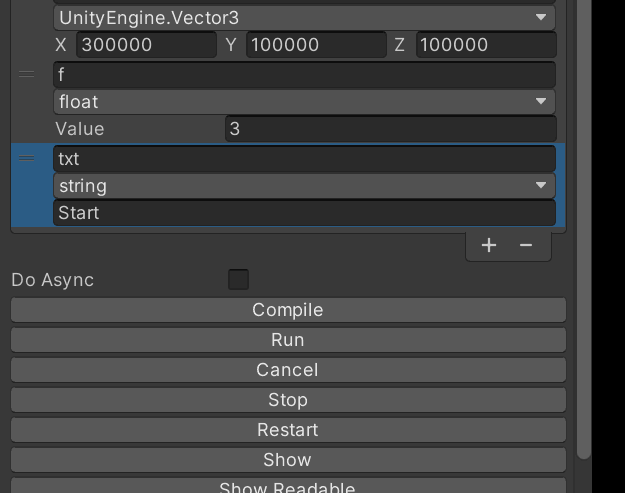 UnityEngine.Vector3
X 300000 Y 100000 Z 100000
f
float
Value 3
txt
string
Start
+ −
Do Async
Compile
Run
Cancel
Stop
Restart
Show
Show Readable